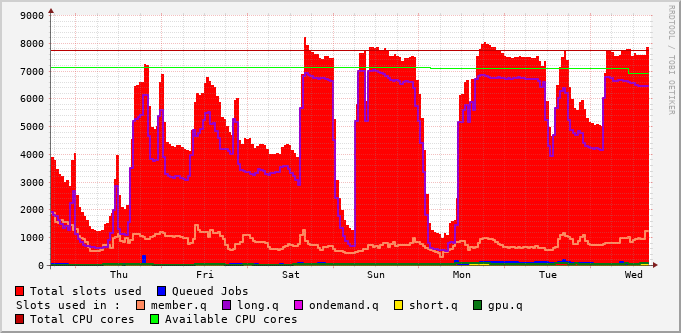 9000
8000
7000
6000
5000
4000
3000
2000
1000
0
Thu Fri Sat Sun Mon Tue Wed
RRDTOOL / TOBI OETIKER
Total slots used Queued Jobs
Slots used in : member.q long.q ondemand.q short.q gpu.q
Total CPU cores Available CPU cores